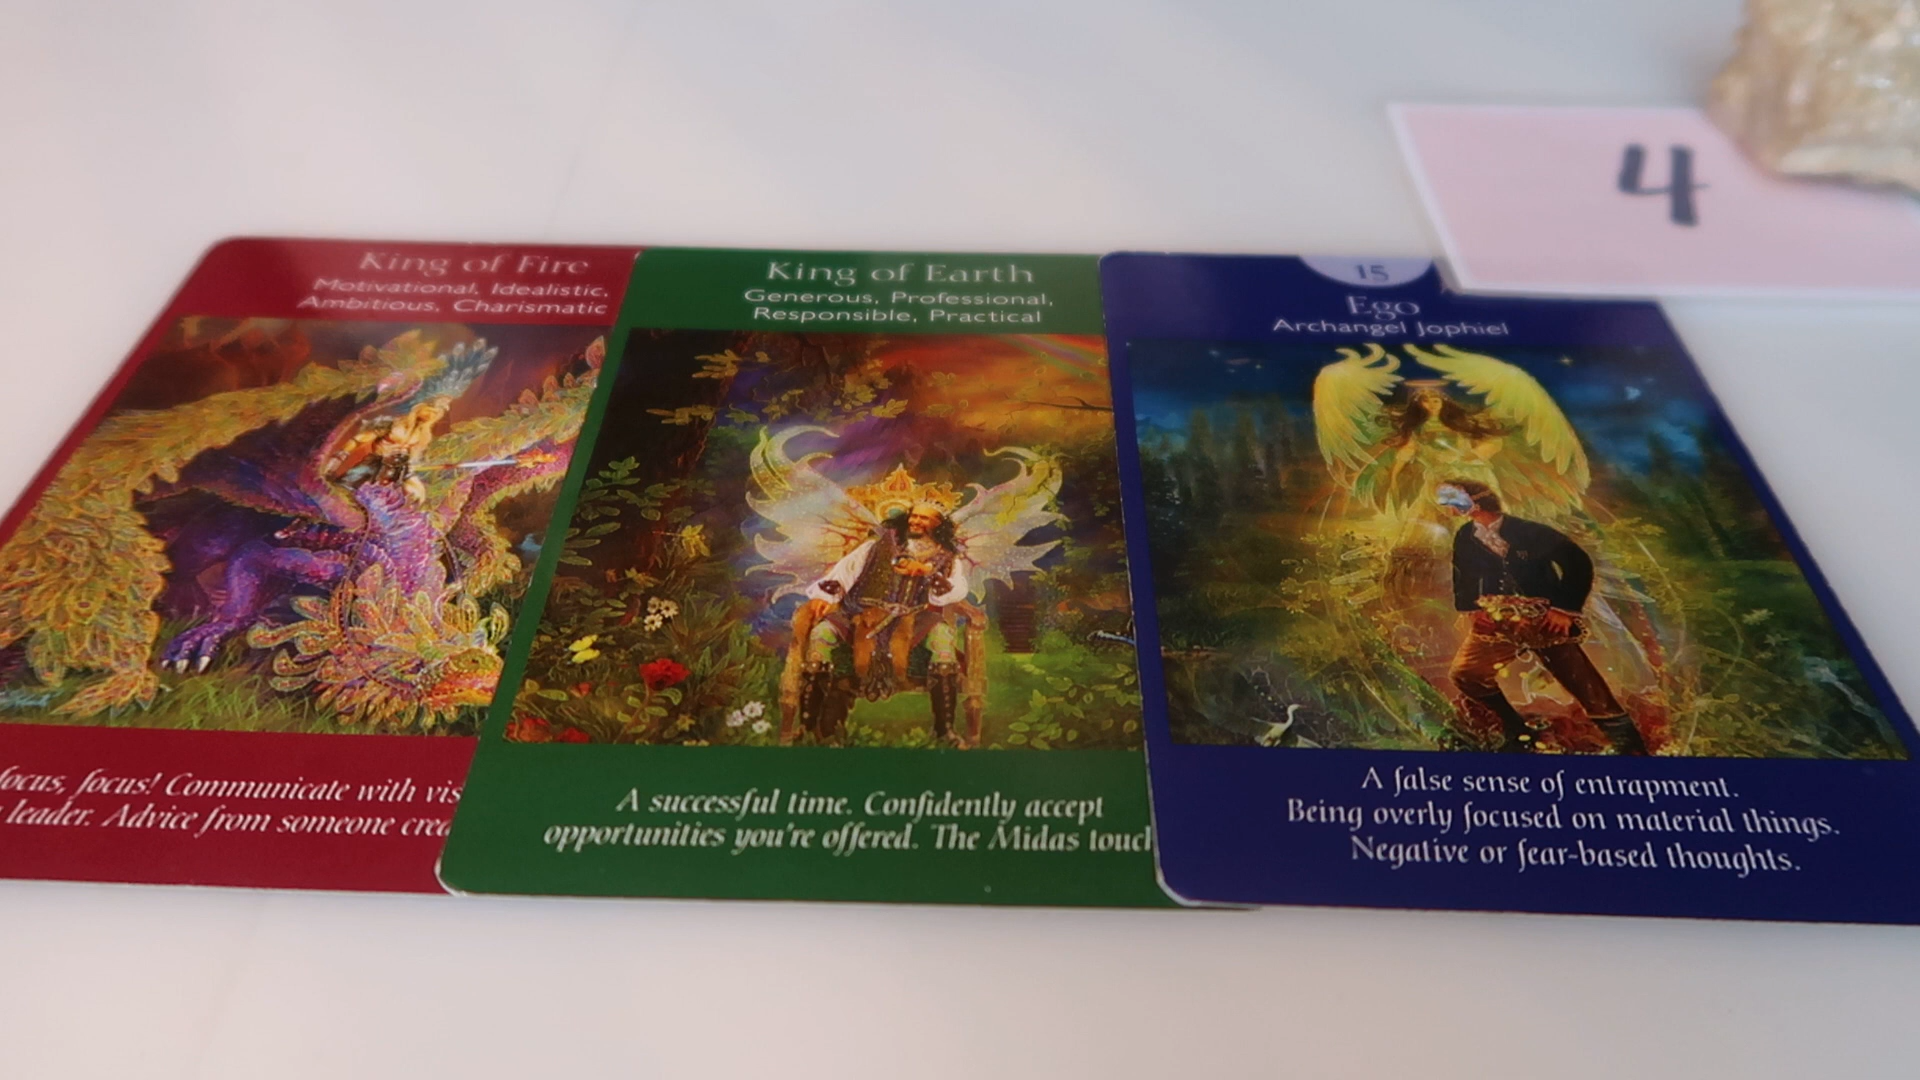 4
King of Fire
Motivational, Idealistic,
Ambitious, Charismatic
focus, focus! Communicate with
leader. Advice from someone
King of Earth
Generous, Professional,
Responsible, Practical
A successful time. Confidently accept
opportunities you're offered. The Midas touch
15
Ego
Archangel Jophiel
A false sense of entrapment.
Being overly focused on material things.
Negative or fear-based thoughts.